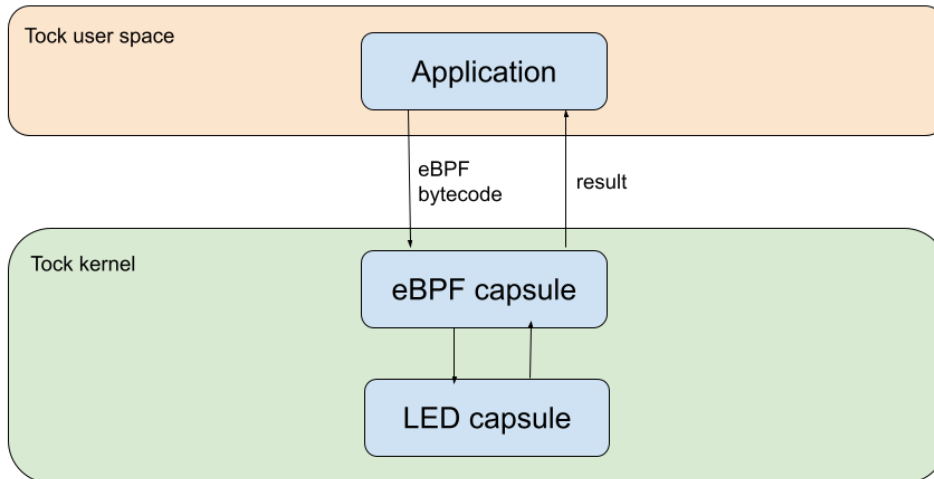 Tock user space
Application
eBPF
bytecode
result
Tock kernel
eBPF capsule
LED capsule